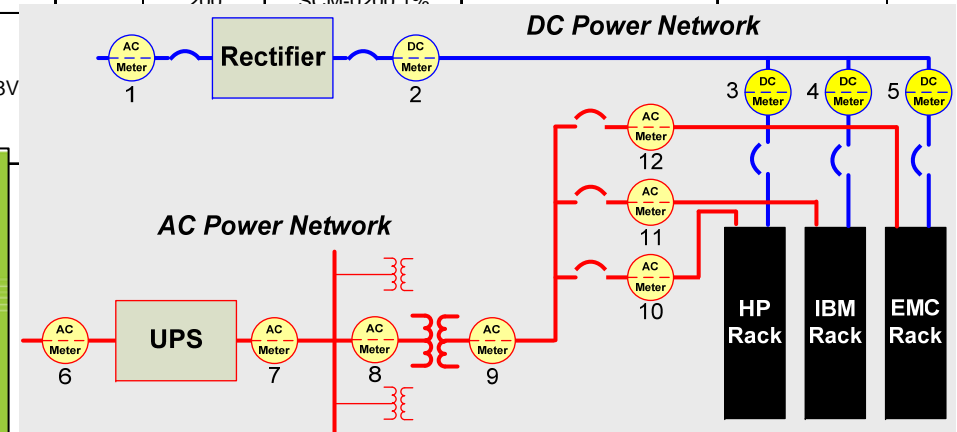 DC Power Network
AC
Meter
1
Rectifier
DC
Meter
2
3
DC
Meter
4
DC
Meter
5
DC
Meter
AC
Meter
12
AC
Meter
11
AC
Meter
10
AC Power Network
AC
Meter
6
UPS
AC
Meter
7
AC
Meter
8
AC
Meter
9
HP
Rack
IBM
Rack
EMC
Rack